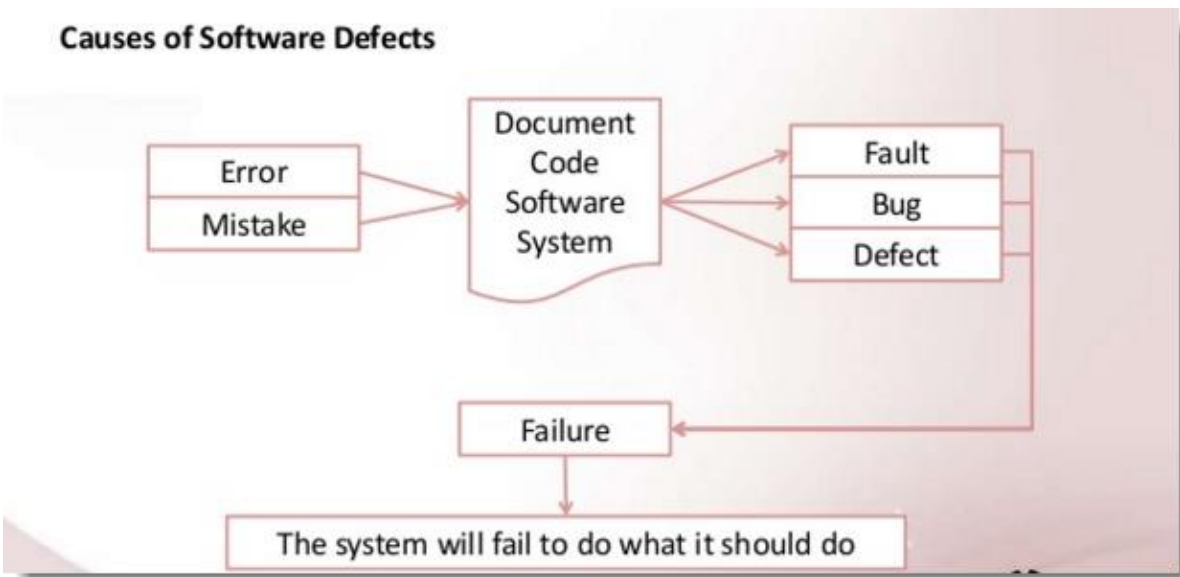 Causes of Software Defects
Error
Mistake
Document
Code
Software
System
Fault
Bug
Defect
Failure
The system will fail to do what it should do